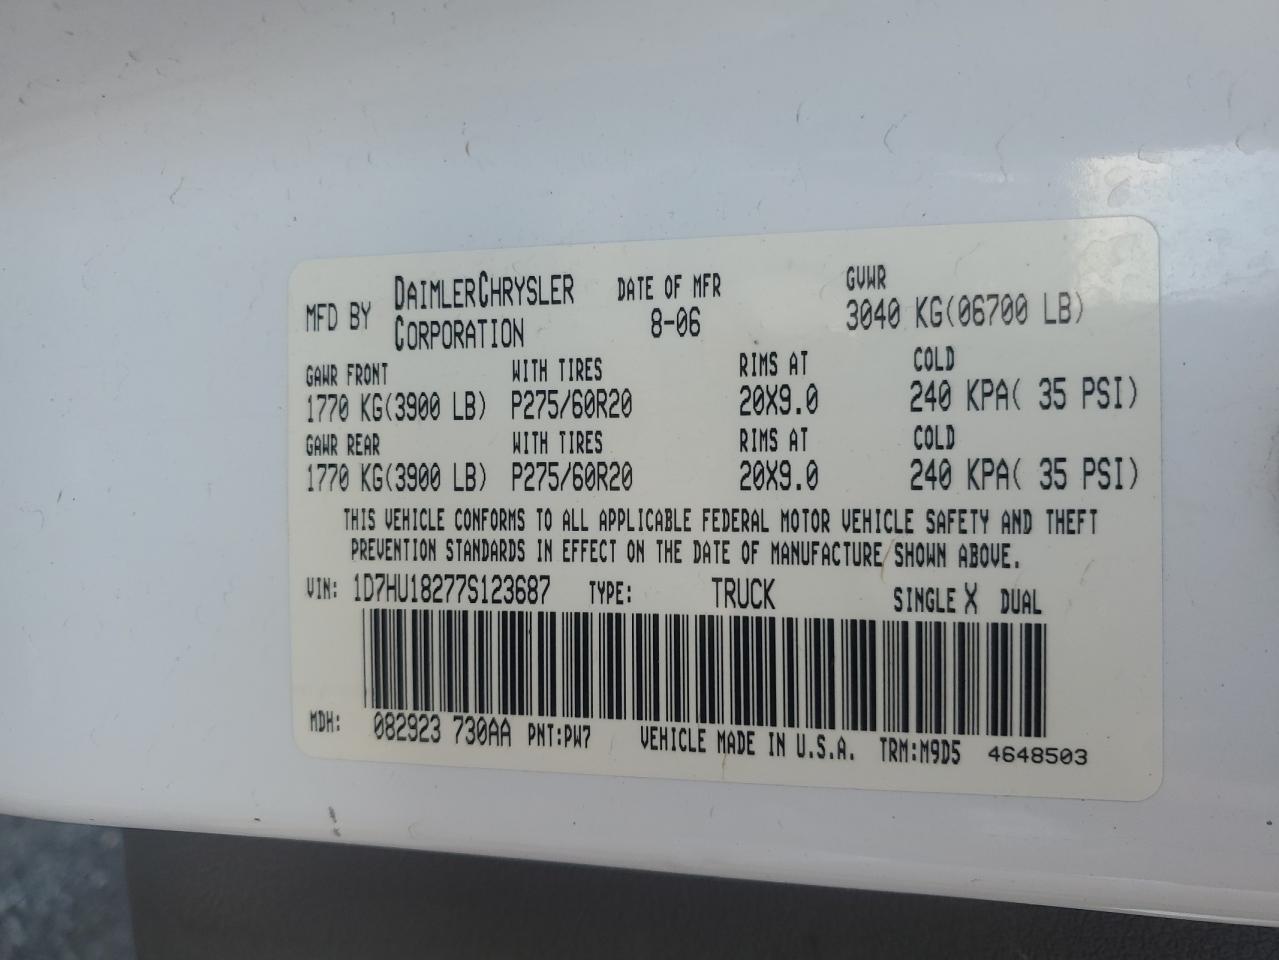 MFD BY DAIMLERCHRYSLER CORPORATION DATE OF MFR 8-06 GVWR 3040 KG(06700 LB)
GAWR FRONT WITH TIRES RIMS AT COLD
1770 KG(3900 LB) P275/60R20 20X9.0 240 KPA( 35 PSI)
GAWR REAR WITH TIRES RIMS AT COLD
1770 KG(3900 LB) P275/60R20 20X9.0 240 KPA( 35 PSI)
THIS VEHICLE CONFORMS TO ALL APPLICABLE FEDERAL MOTOR VEHICLE SAFETY AND THEFT
PREVENTION STANDARDS IN EFFECT ON THE DATE OF MANUFACTURE SHOWN ABOVE.
VIN: 1D7HU18277S123687 TYPE: TRUCK SINGLE X DUAL
MDH: 082923 730AA PNT:PW7 VEHICLE MADE IN U.S.A. TRM:M9D5 4648503